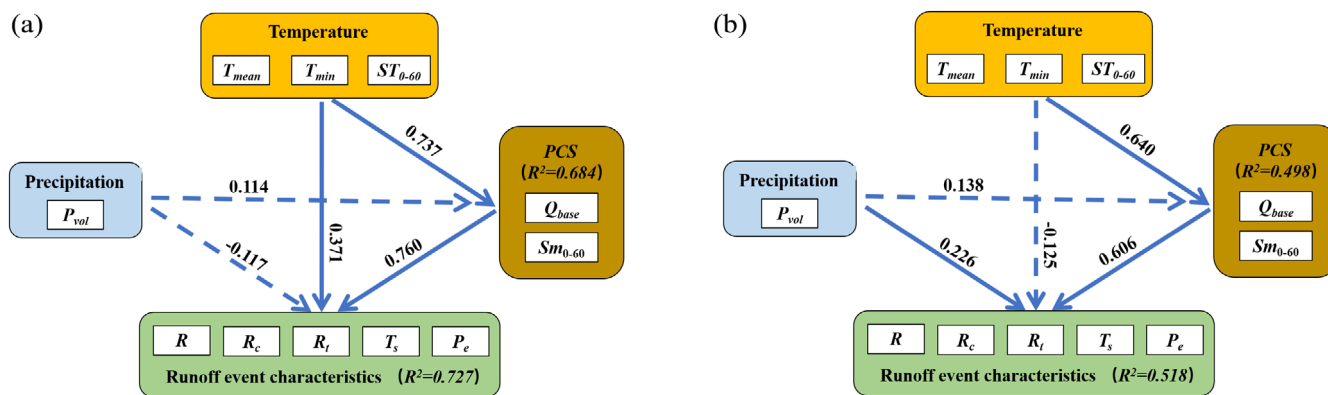 (a)
Temperature
T_mean T_min ST_0-60
0.737
PCS
(R²=0.684)
Precipitation
0.114
P_vol
Q_base
0.371
-0.117
0.760
Sm_0-60
R R_c R_t T_s P_e
Runoff event characteristics (R²=0.727)
(b)
Temperature
T_mean T_min ST_0-60
0.640
PCS
(R²=0.498)
Precipitation
0.138
P_vol
Q_base
-0.125
0.226
0.606
Sm_0-60
R R_c R_t T_s P_e
Runoff event characteristics (R²=0.518)